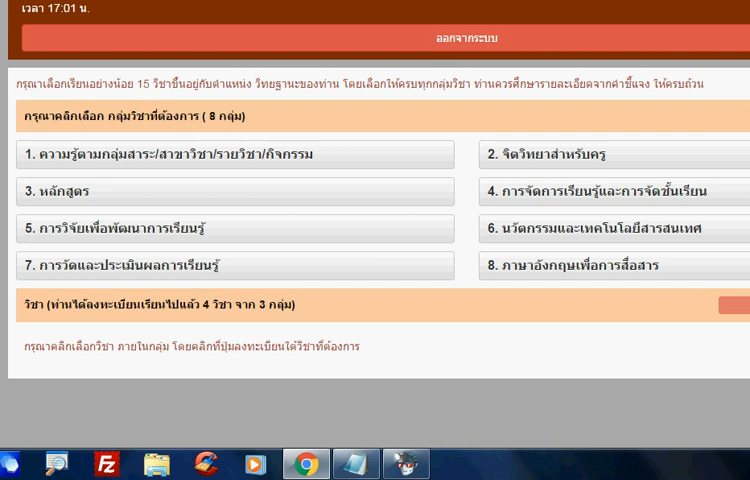 เวลา 17:01 น.
ออกจากระบบ
กรุณาเลือกเรียนอย่างน้อย 15 วิชาขึ้นอยู่กับตำแหน่ง วิทยฐานะของท่าน โดยเลือกให้ครบทุกกลุ่มวิชา ท่านควรศึกษารายละเอียดจากคำชี้แจง ให้ครบถ้วน
กรุณาคลิกเลือก กลุ่มวิชาที่ต้องการ ( 8 กลุ่ม)
1. ความรู้ตามกลุ่มสาระ/สาขาวิชา/รายวิชา/กิจกรรม
2. จิตวิทยาสำหรับครู
3. หลักสูตร
4. การจัดการเรียนรู้และการจัดชั้นเรียน
5. การวิจัยเพื่อพัฒนาการเรียนรู้
6. นวัตกรรมและเทคโนโลยีสารสนเทศ
7. การวัดและประเมินผลการเรียนรู้
8. ภาษาอังกฤษเพื่อการสื่อสาร
วิชา (ท่านได้ลงทะเบียนเรียนไปแล้ว 4 วิชา จาก 3 กลุ่ม)
กรุณาคลิกเลือกวิชา ภายในกลุ่ม โดยคลิกที่ปุ่มลงทะเบียนใต้วิชาที่ต้องการ
FZ